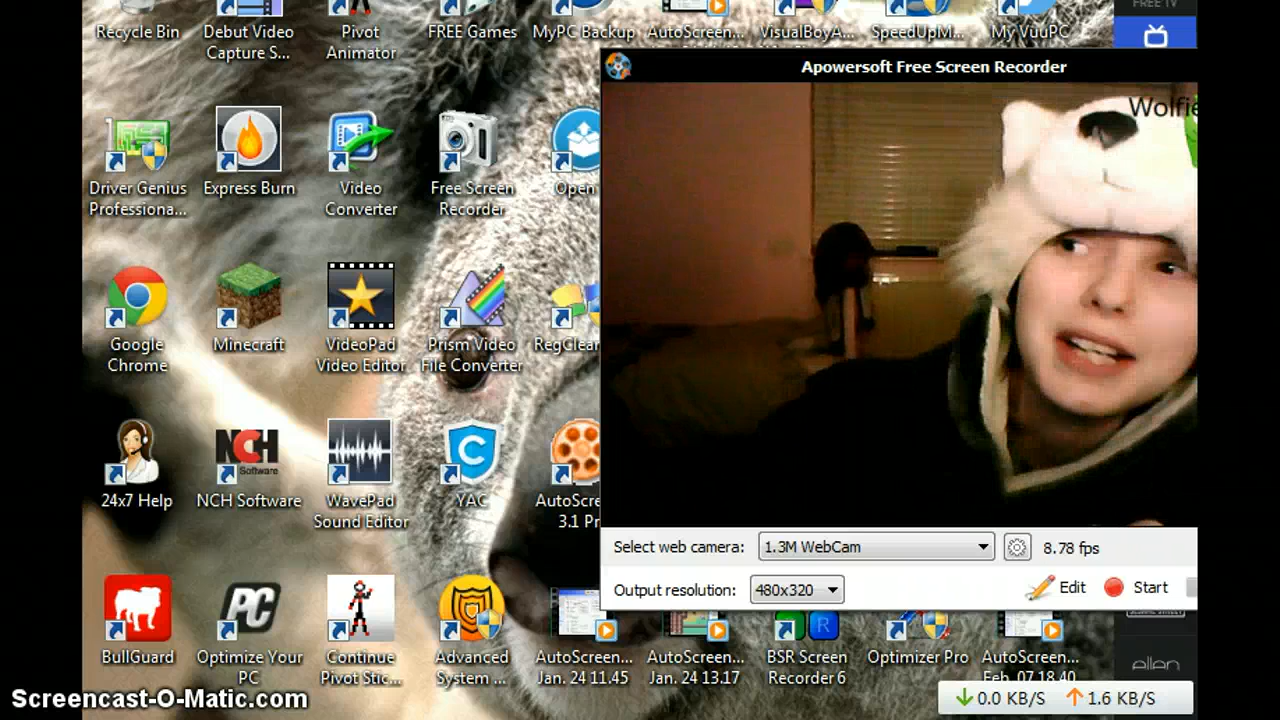 FREE TV
Recycle Bin
Debut Video
Capture S...
Pivot
Animator
FREE Games
MyPC Backup
AutoScreen...
VisualBoyA...
SpeedUpM...
My VuuPC
Apowersoft Free Screen Recorder
Wolfie
Driver Genius
Professiona...
Express Burn
Video
Converter
Free Screen
Recorder
Open
Google
Chrome
Minecraft
VideoPad
Video Editor
Prism Video
File Converter
RegClean
24x7 Help
NCH
Software
NCH Software
WavePad
Sound Editor
C
YAC
AutoScre
3.1 Pr
Select web camera:
1.3M WebCam
8.78 fps
Output resolution:
480x320
Edit
Start
BullGuard
PC
Optimize Your
PC
Continue
Pivot Stic...
Advanced
System ...
AutoScreen...
Jan. 24 11.45
AutoScreen...
Jan. 24 13.17
R
BSR Screen
Recorder 6
Optimizer Pro
AutoScreen...
Feb. 07 18.40
ellen
0.0 KB/S
1.6 KB/S
Screencast-O-Matic.com